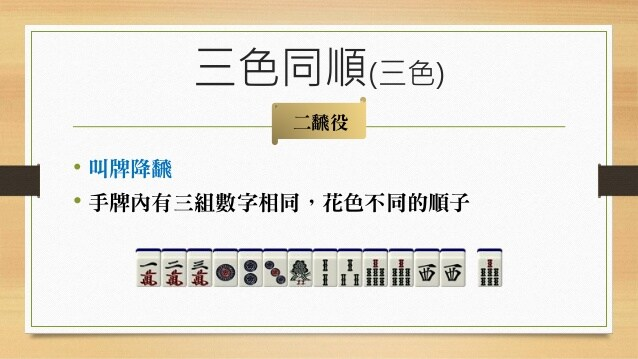 三色同順(三色)
二飜役
• 叫牌降飜
• 手牌內有三組數字相同,花色不同的順子
一萬 二萬 三萬 西 西